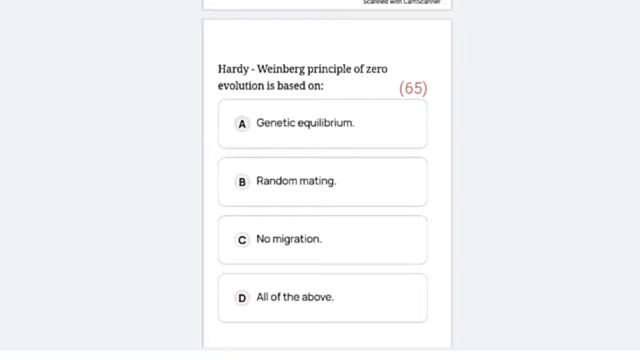 Scanned with CamScanner
Hardy - Weinberg principle of zero
evolution is based on:
(65)
A Genetic equilibrium.
B Random mating.
C No migration.
D All of the above.